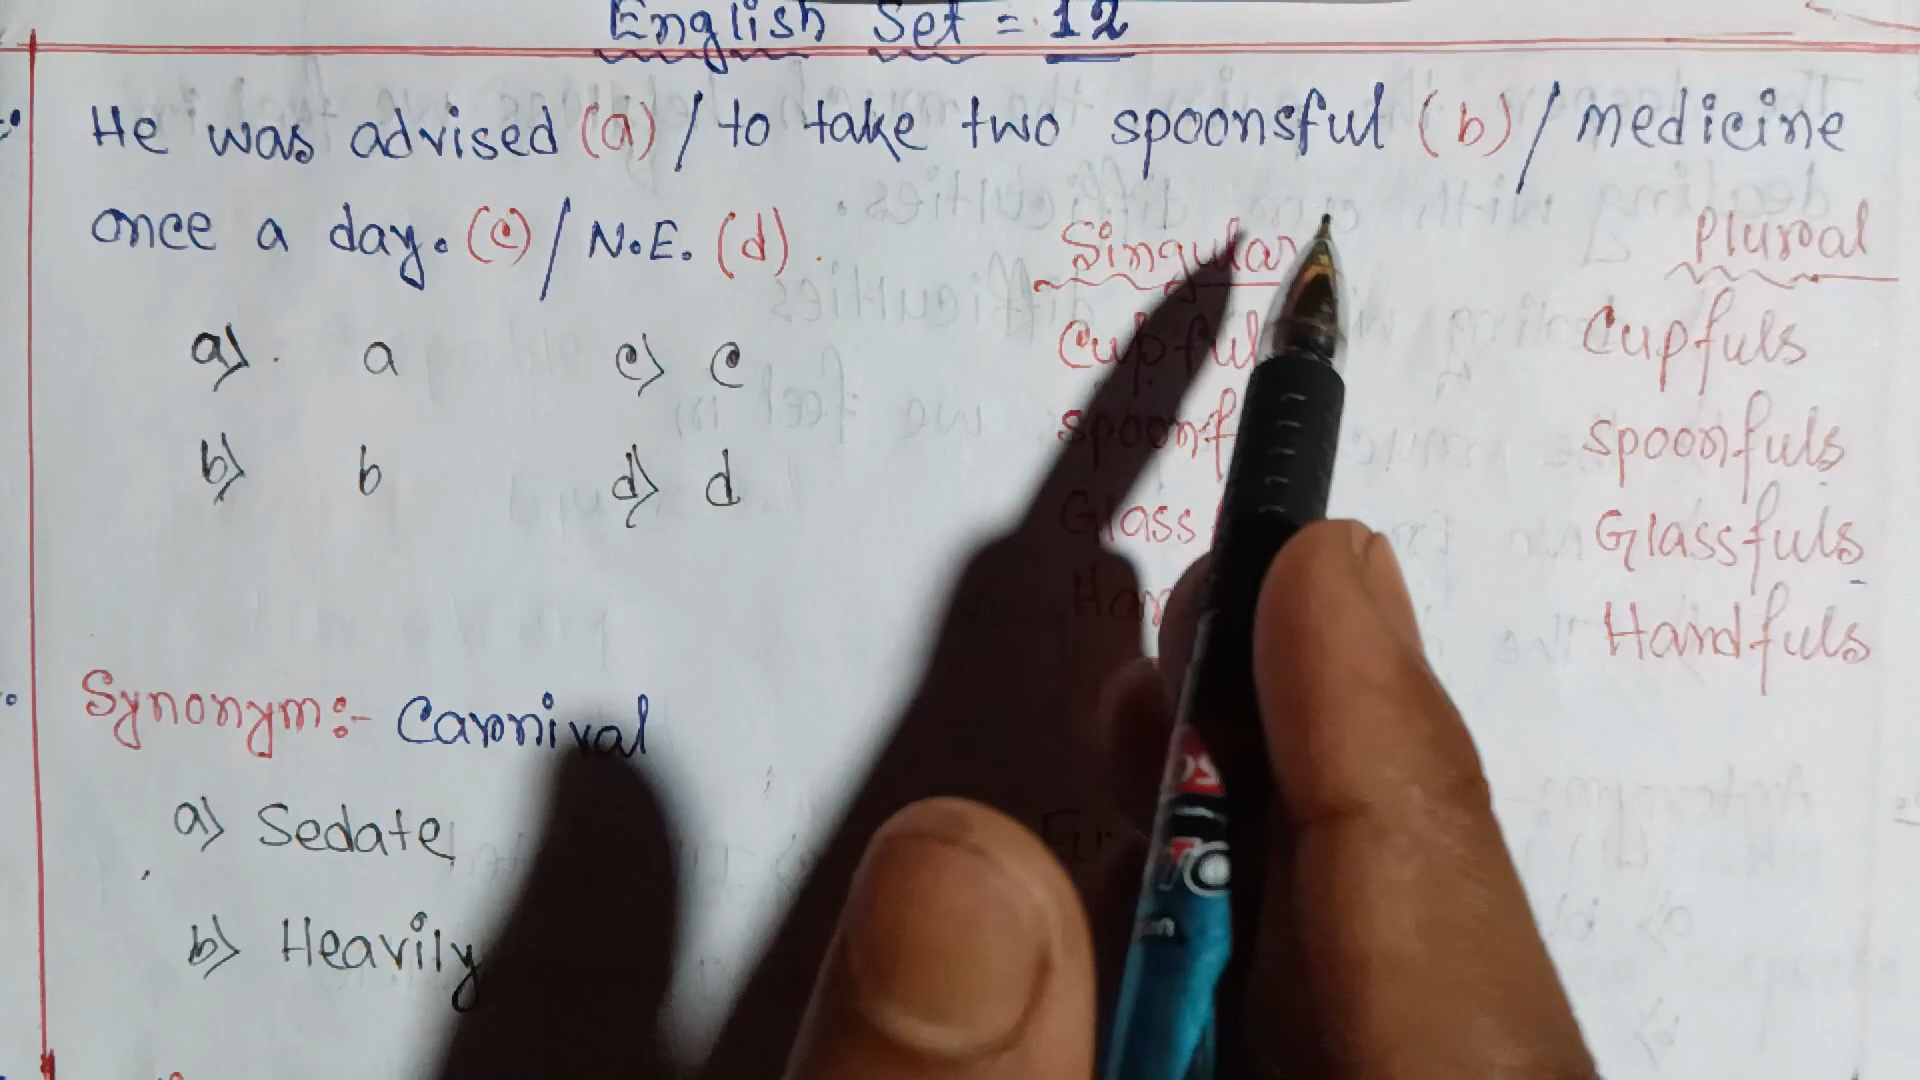 English Set = 12
He was advised (a) / to take two spoonsful (b) / medicine
once a day. (c) / N.E. (d).
Singular Plural
a) a c) c Cupful Cupfuls
b) b d) d Spoonfuls
Glass Glassfuls
Handfuls
Synonym:- Carnival
a) Sedate
b) Heavily